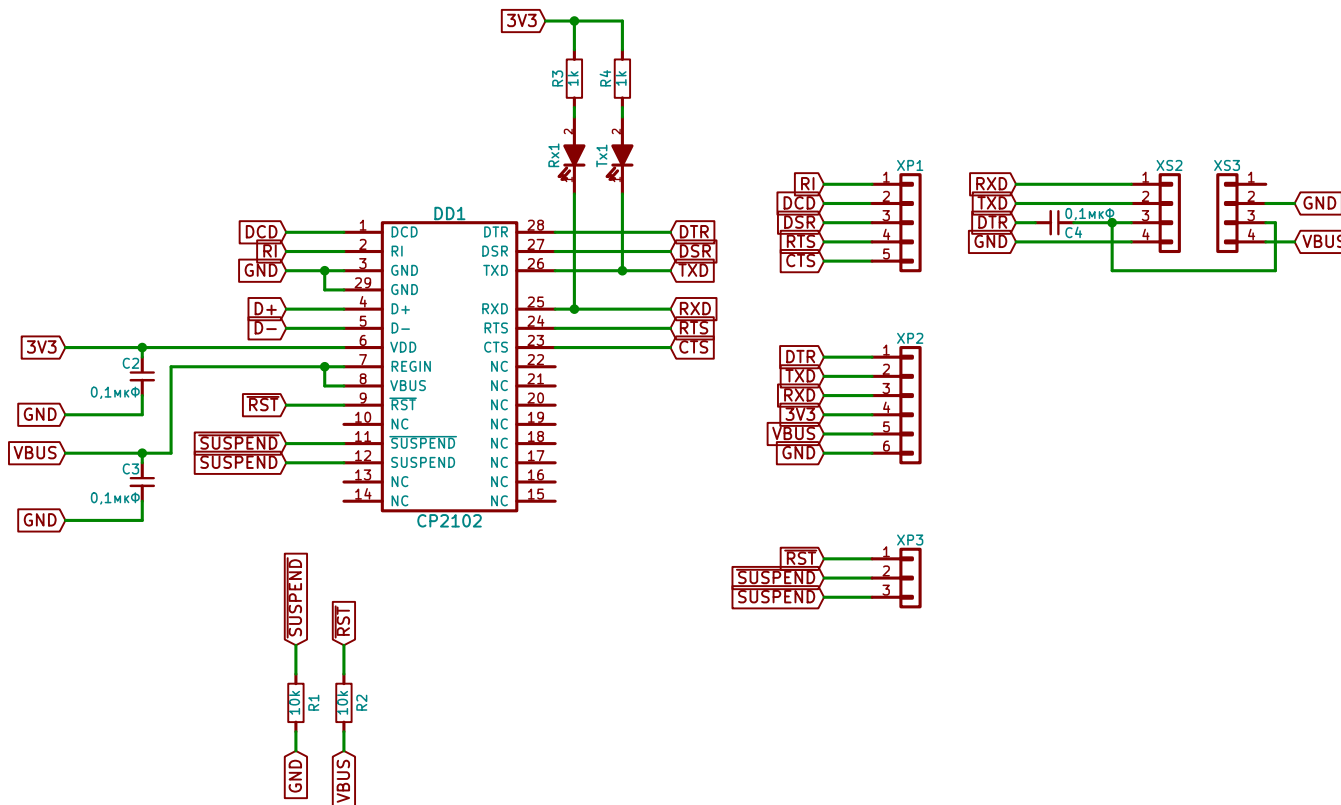 3V3
R3
1k
R4
1k
2
2
Rx1
Tx1
1
1
DD1
DCD 1 DCD DTR 28 DTR
RI 2 RI DSR 27 DSR
GND 3 GND TXD 26 TXD
29 GND
D+ 4 D+ RXD 25 RXD
D− 5 D− RTS 24 RTS
3V3 6 VDD CTS 23 CTS
7 REGIN NC 22
8 VBUS NC 21
RST 9 RST NC 20
10 NC NC 19
SUSPEND 11 SUSPEND NC 18
SUSPEND 12 SUSPEND NC 17
13 NC NC 16
14 NC NC 15
CP2102
C2
0,1мкФ
GND
VBUS
C3
0,1мкФ
GND
SUSPEND
10k
R1
GND
RST
10k
R2
VBUS
XP1
RI 1
DCD 2
DSR 3
RTS 4
CTS 5
XP2
DTR 1
TXD 2
RXD 3
3V3 4
VBUS 5
GND 6
XP3
RST 1
SUSPEND 2
SUSPEND 3
XS2
RXD 1
TXD 2
DTR 0,1мкФ 3
GND C4 4
XS3
1
2 GND
3
4 VBUS